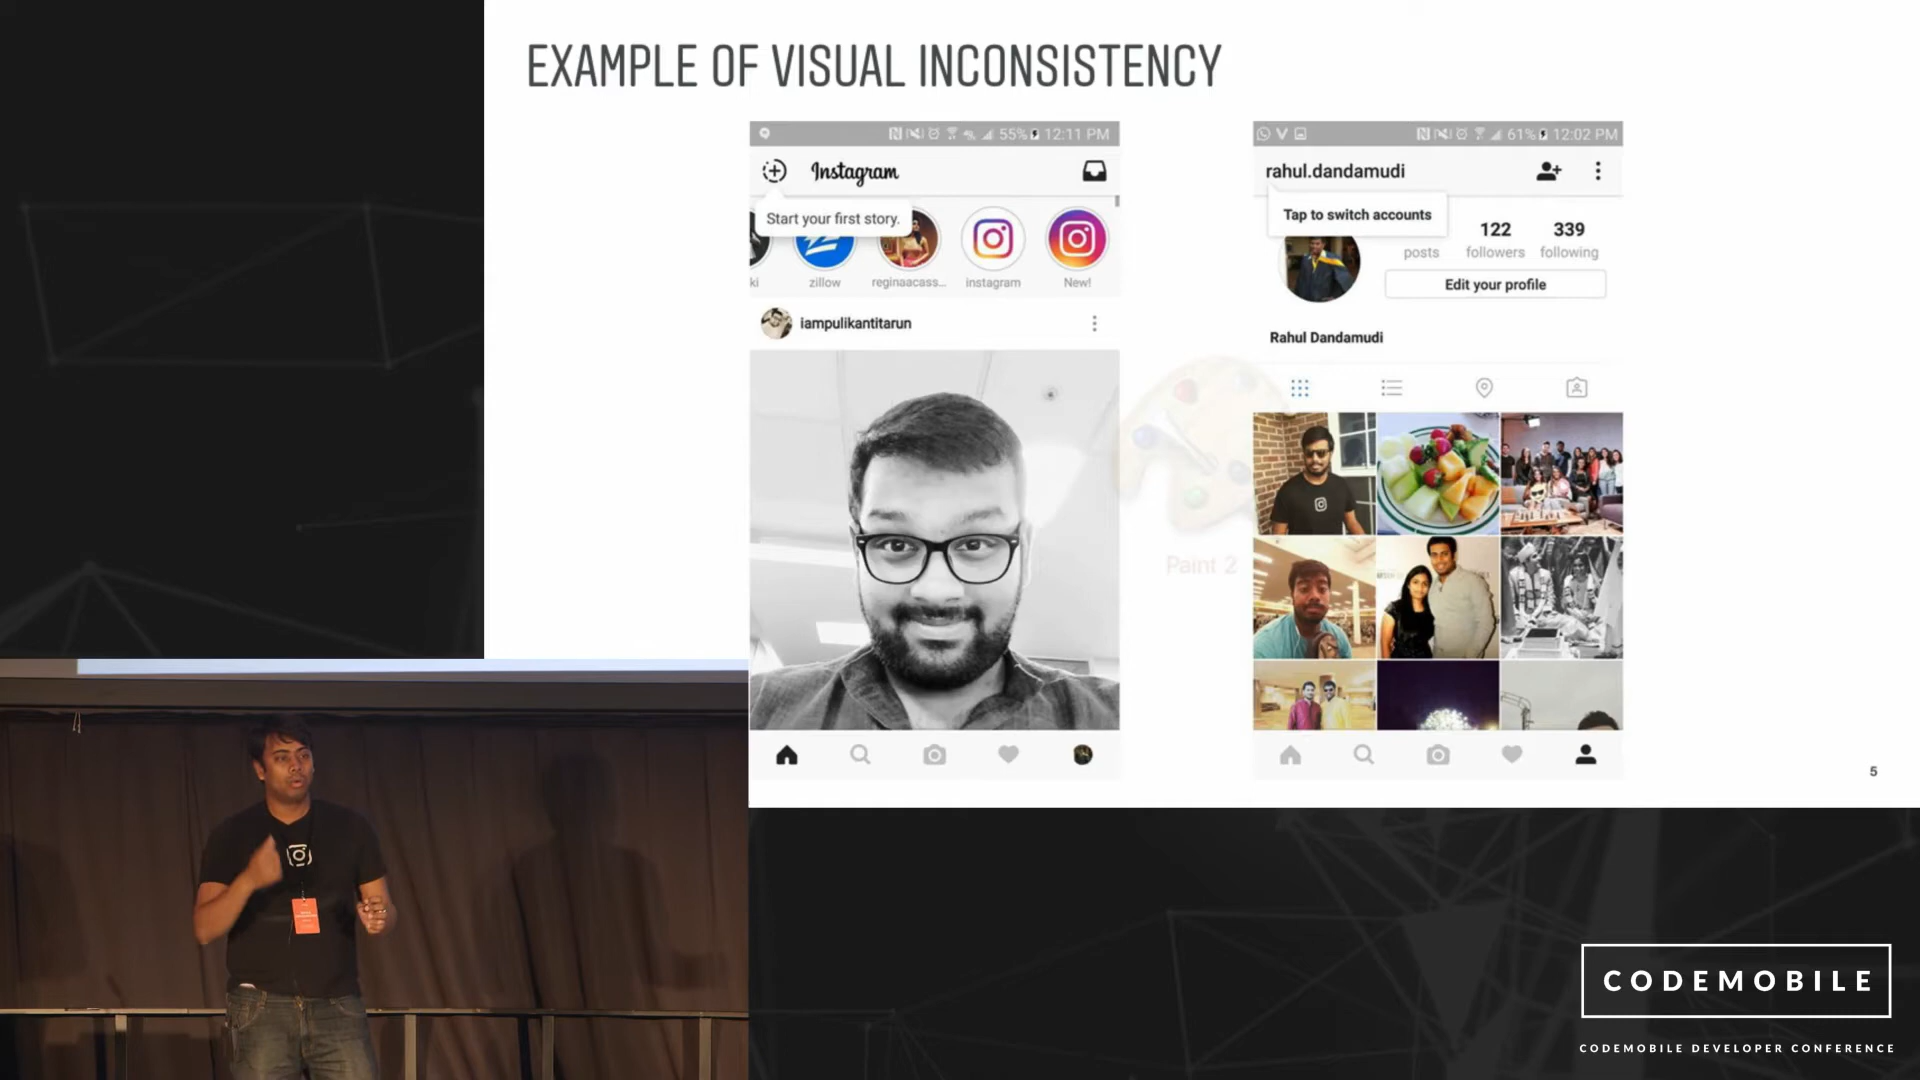 EXAMPLE OF VISUAL INCONSISTENCY
55% 12:11 PM
Instagram
Start your first story.
ki zillow reginaacass... instagram New!
iampulikantitarun
61% 12:02 PM
rahul.dandamudi
Tap to switch accounts
122 339
posts followers following
Edit your profile
Rahul Dandamudi
Paint 2
5
CODEMOBILE
CODEMOBILE DEVELOPER CONFERENCE